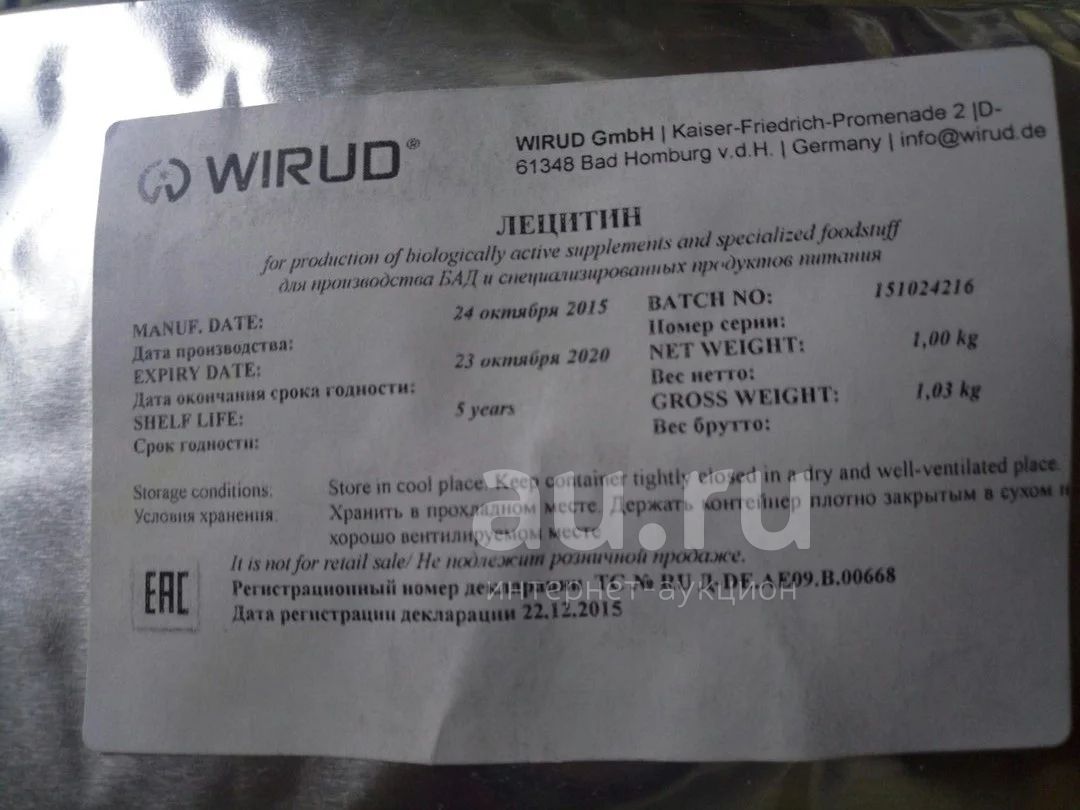 WIRUD®
WIRUD GmbH | Kaiser-Friedrich-Promenade 2 |D-
61348 Bad Homburg v.d.H. | Germany | info@wirud.de
ЛЕЦИТИН
for production of biologically active supplements and specialized foodstuff
для производства БАД и специализированных продуктов питания
MANUF. DATE: 24 октября 2015
Дата производства:
EXPIRY DATE: 23 октября 2020
Дата окончания срока годности:
SHELF LIFE: 5 years
Срок годности:
BATCH NO: 151024216
Номер серии:
NET WEIGHT: 1,00 kg
Вес нетто:
GROSS WEIGHT: 1,03 kg
Вес брутто:
Storage conditions: Store in cool place. Keep container tightly closed in a dry and well-ventilated place.
Условия хранения: Хранить в прохладном месте. Держать контейнер плотно закрытым в сухом и
хорошо вентилируемом месте
It is not for retail sale/ Не подлежит розничной продаже.
EAC
Регистрационный номер декларации ТС № RU Д-DE.АЕ09.В.00668
Дата регистрации декларации 22.12.2015
au.ru
интернет аукцион